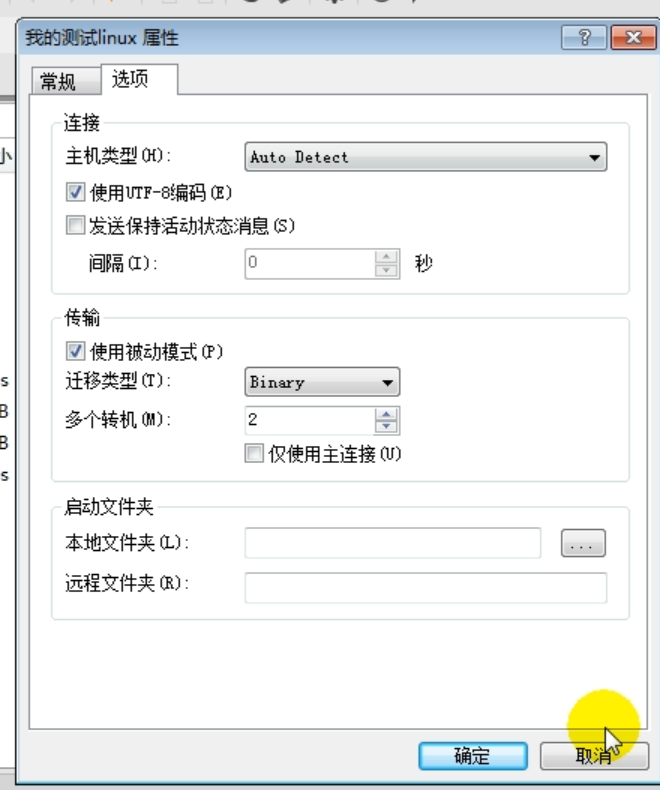 我的测试linux 属性
常规
选项
连接
主机类型(H):
Auto Detect
使用UTF-8编码(E)
发送保持活动状态消息(S)
间隔(I):
0
秒
传输
使用被动模式(P)
迁移类型(T):
Binary
多个转机(M):
2
仅使用主连接(U)
启动文件夹
本地文件夹(L):
...
远程文件夹(R):
确定
取消
小
s
B
B
s